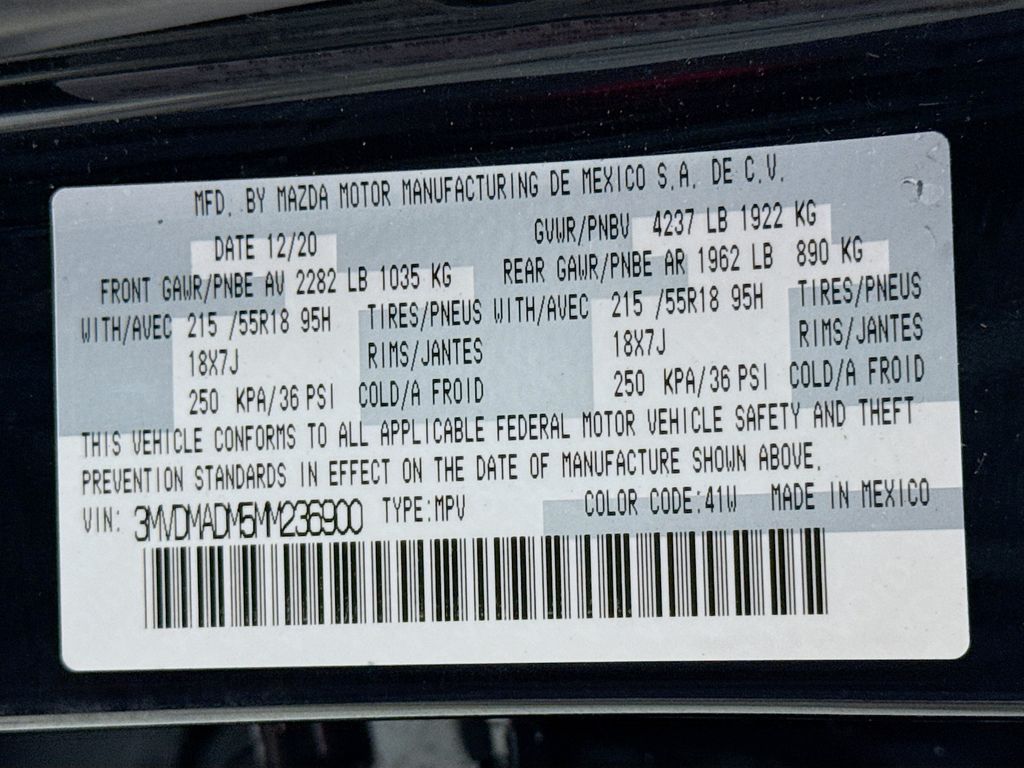 MFD. BY MAZDA MOTOR MANUFACTURING DE MEXICO S.A. DE C.V.
DATE 12/20 GVWR/PNBV 4237 LB 1922 KG
FRONT GAWR/PNBE AV 2282 LB 1035 KG REAR GAWR/PNBE AR 1962 LB 890 KG
WITH/AVEC 215 /55R18 95H TIRES/PNEUS WITH/AVEC 215 /55R18 95H TIRES/PNEUS
18X7J RIMS/JANTES 18X7J RIMS/JANTES
250 KPA/36 PSI COLD/A FROID 250 KPA/36 PSI COLD/A FROID
THIS VEHICLE CONFORMS TO ALL APPLICABLE FEDERAL MOTOR VEHICLE SAFETY AND THEFT
PREVENTION STANDARDS IN EFFECT ON THE DATE OF MANUFACTURE SHOWN ABOVE.
VIN: 3MVDMADM5MM236900 TYPE:MPV COLOR CODE:41W MADE IN MEXICO